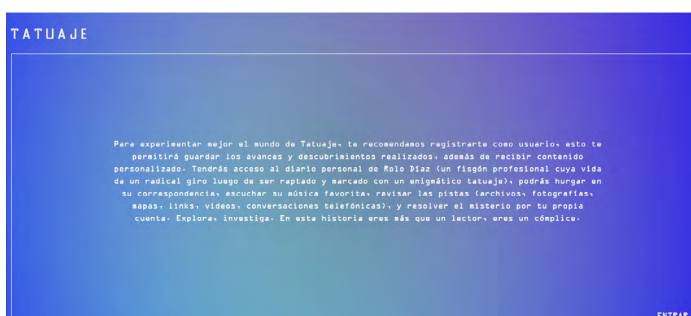 TATUAJE
Para experimentar mejor el mundo de Tatuaje, te recomendamos registrarte como usuario, esto te
permitirá guardar los avances y descubrimientos realizados, además de recibir contenido
personalizado. Tendrás acceso al diario personal de Rolo Díaz (un fisgón profesional cuya vida
da un radical giro luego de ser raptado y marcado con un enigmático tatuaje), podrás hurgar en
su correspondencia, escuchar su música favorita, revisar las pistas (archivos, fotografías,
mapas, links, videos, conversaciones telefónicas), y resolver el misterio por tu propia
cuenta. Explora, investiga. En esta historia eres más que un lector, eres un cómplice.
ENTRAR